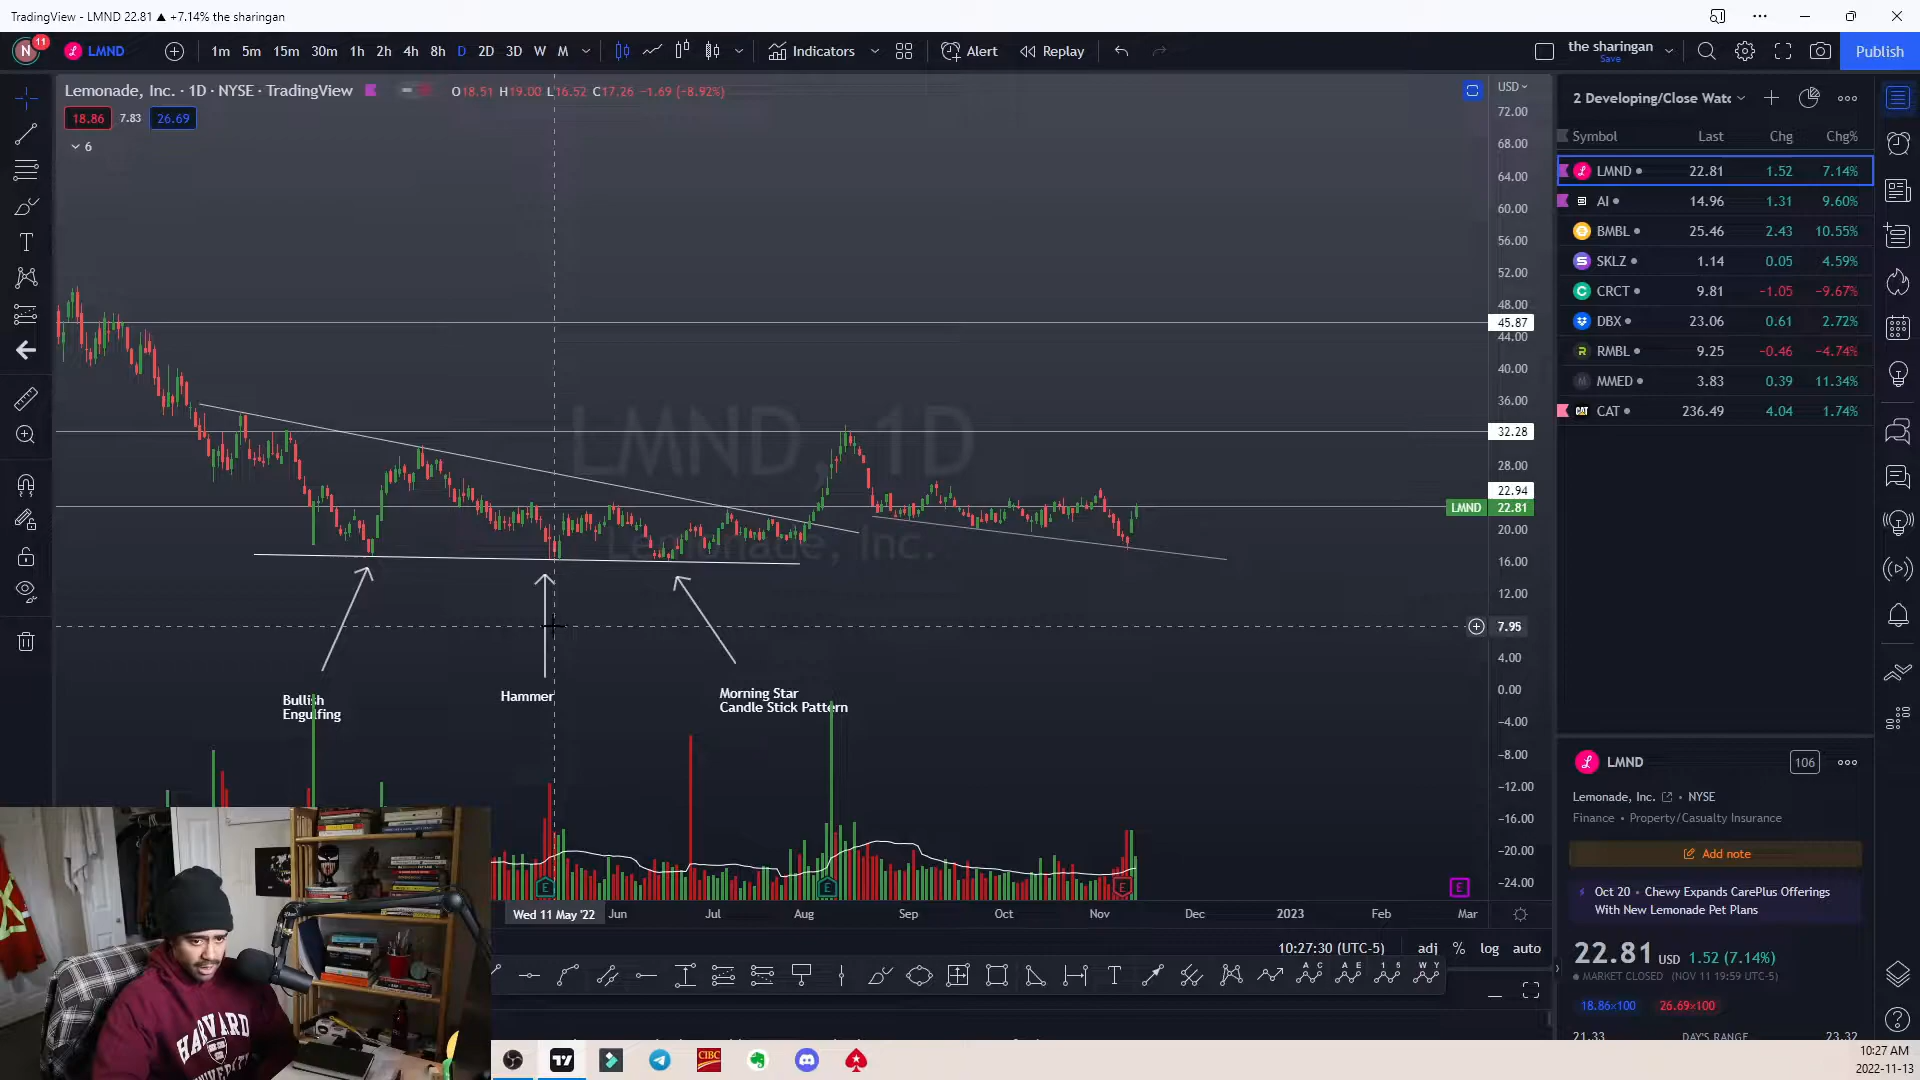 TradingView - LMND 22.81 ▲ +7.14% the sharingan
N 11 LMND 1m 5m 15m 30m 1h 2h 4h 8h D 2D 3D W M Indicators Alert Replay the sharingan Save Publish
Lemonade, Inc. · 1D · NYSE · TradingView O18.51 H19.00 L16.52 C17.26 −1.69 (−8.92%)
18.86 7.83 26.69
6
USD
72.00
68.00
64.00
60.00
56.00
52.00
48.00
45.87
44.00
40.00
36.00
32.28
28.00
22.94
LMND 22.81
20.00
16.00
12.00
7.95
4.00
0.00
−4.00
−8.00
−12.00
−16.00
−20.00
−24.00
LMND, 1D
Lemonade, Inc.
Bullish
Engulfing
Hammer
Morning Star
Candle Stick Pattern
E E E E
Wed 11 May '22 Jun Jul Aug Sep Oct Nov Dec 2023 Feb Mar
10:27:30 (UTC-5) adj % log auto
2 Developing/Close Watc
Symbol Last Chg Chg%
LMND 22.81 1.52 7.14%
AI 14.96 1.31 9.60%
BMBL 25.46 2.43 10.55%
SKLZ 1.14 0.05 4.59%
CRCT 9.81 −1.05 −9.67%
DBX 23.06 0.61 2.72%
RMBL 9.25 −0.46 −4.74%
MMED 3.83 0.39 11.34%
CAT CAT 236.49 4.04 1.74%
LMND 106
Lemonade, Inc. • NYSE
Finance • Property/Casualty Insurance
Add note
Oct 20 • Chewy Expands CarePlus Offerings
With New Lemonade Pet Plans
22.81 USD 1.52 (7.14%)
MARKET CLOSED (NOV 11 19:59 UTC-5)
18.86×100 26.69×100
21.33 DAY'S RANGE 23.32
HARVARD
CIBC
10:27 AM
2022-11-13